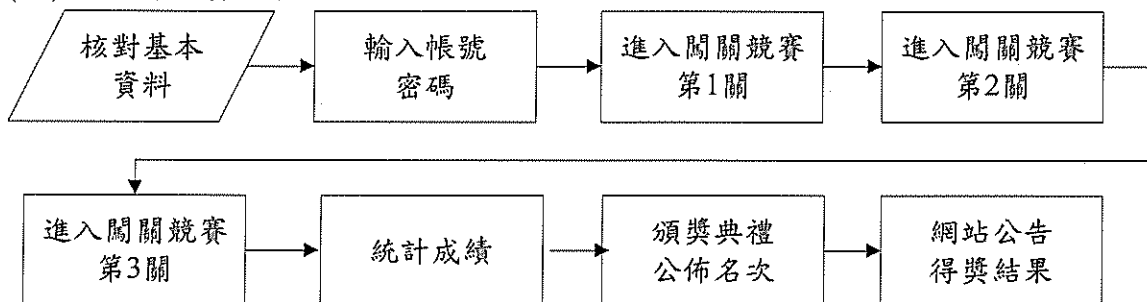 核對基本
資料
輸入帳號
密碼
進入闖關競賽
第1關
進入闖關競賽
第2關
進入闖關競賽
第3關
統計成績
頒獎典禮
公佈名次
網站公告
得獎結果